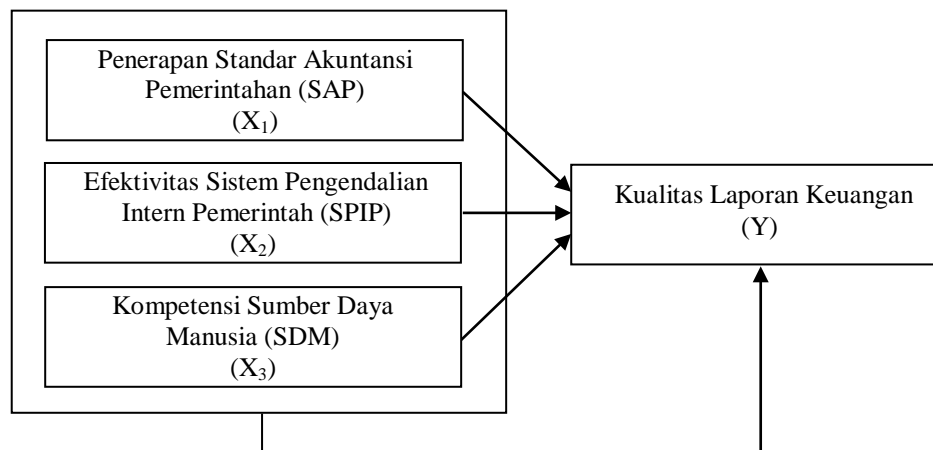 Penerapan Standar Akuntansi
Pemerintahan (SAP)
(X₁)
Efektivitas Sistem Pengendalian
Intern Pemerintah (SPIP)
(X₂)
Kompetensi Sumber Daya
Manusia (SDM)
(X₃)
Kualitas Laporan Keuangan
(Y)